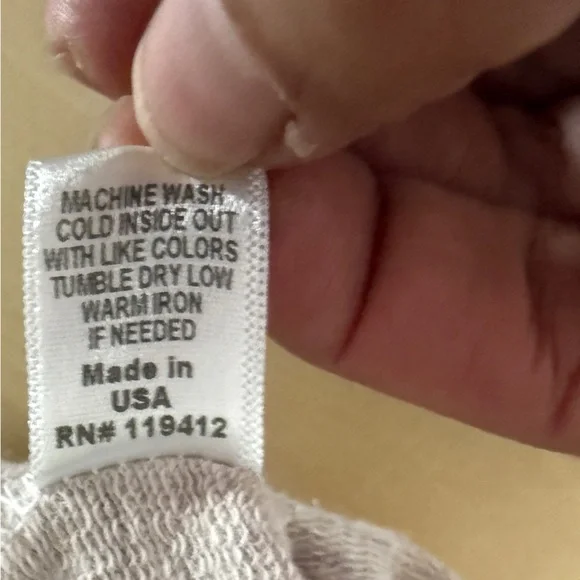 MACHINE WASH
COLD INSIDE OUT
WITH LIKE COLORS
TUMBLE DRY LOW
WARM IRON
IF NEEDED
Made in
USA
RN# 119412